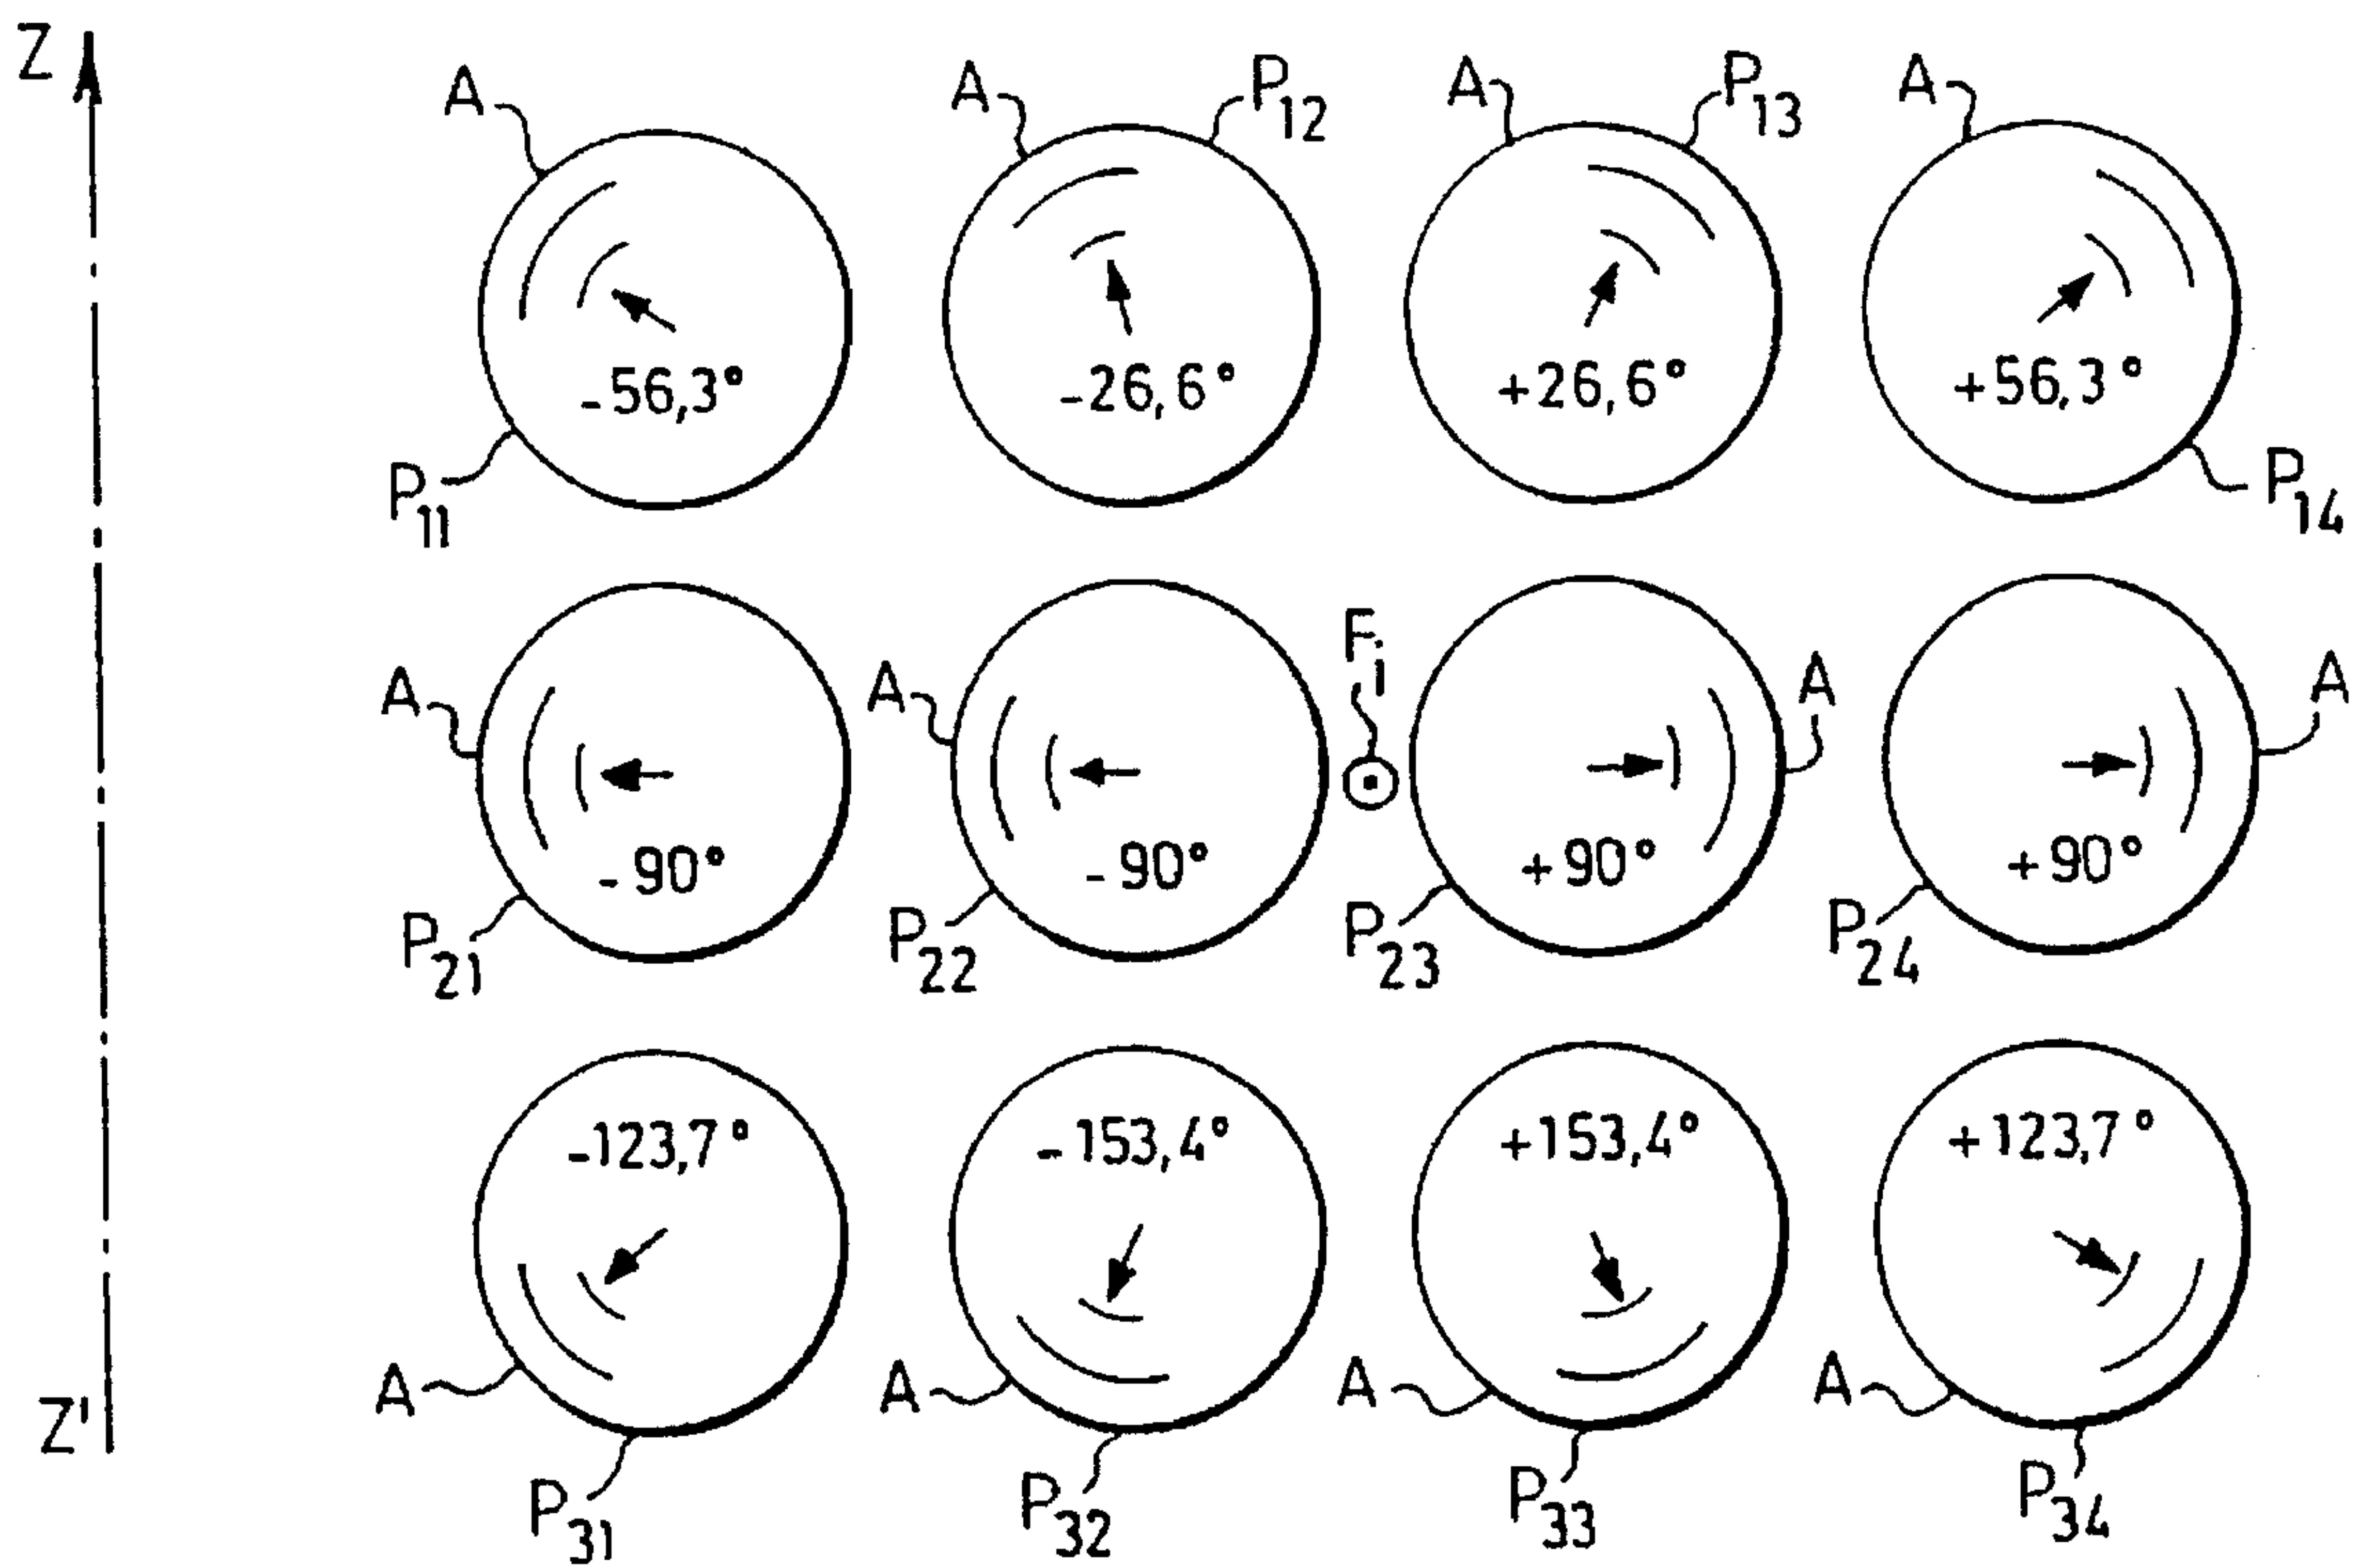 Z
A A P12 A P13 A
-56,3° -26,6° +26,6° +56,3°
P11 P14
Fi
A A A A
-90° -90° +90° +90°
P21 P22 P23 P24
-123,7° -153,4° +153,4° +123,7°
A A A A
Z'
P31 P32 P33 P34